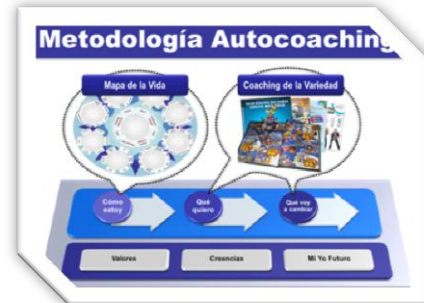 Metodología Autocoaching
Mapa de la Vida
Coaching de la Variedad
Cómo estoy
Qué quiero
Qué voy a cambiar
Valores
Creencias
Mi Yo Futuro